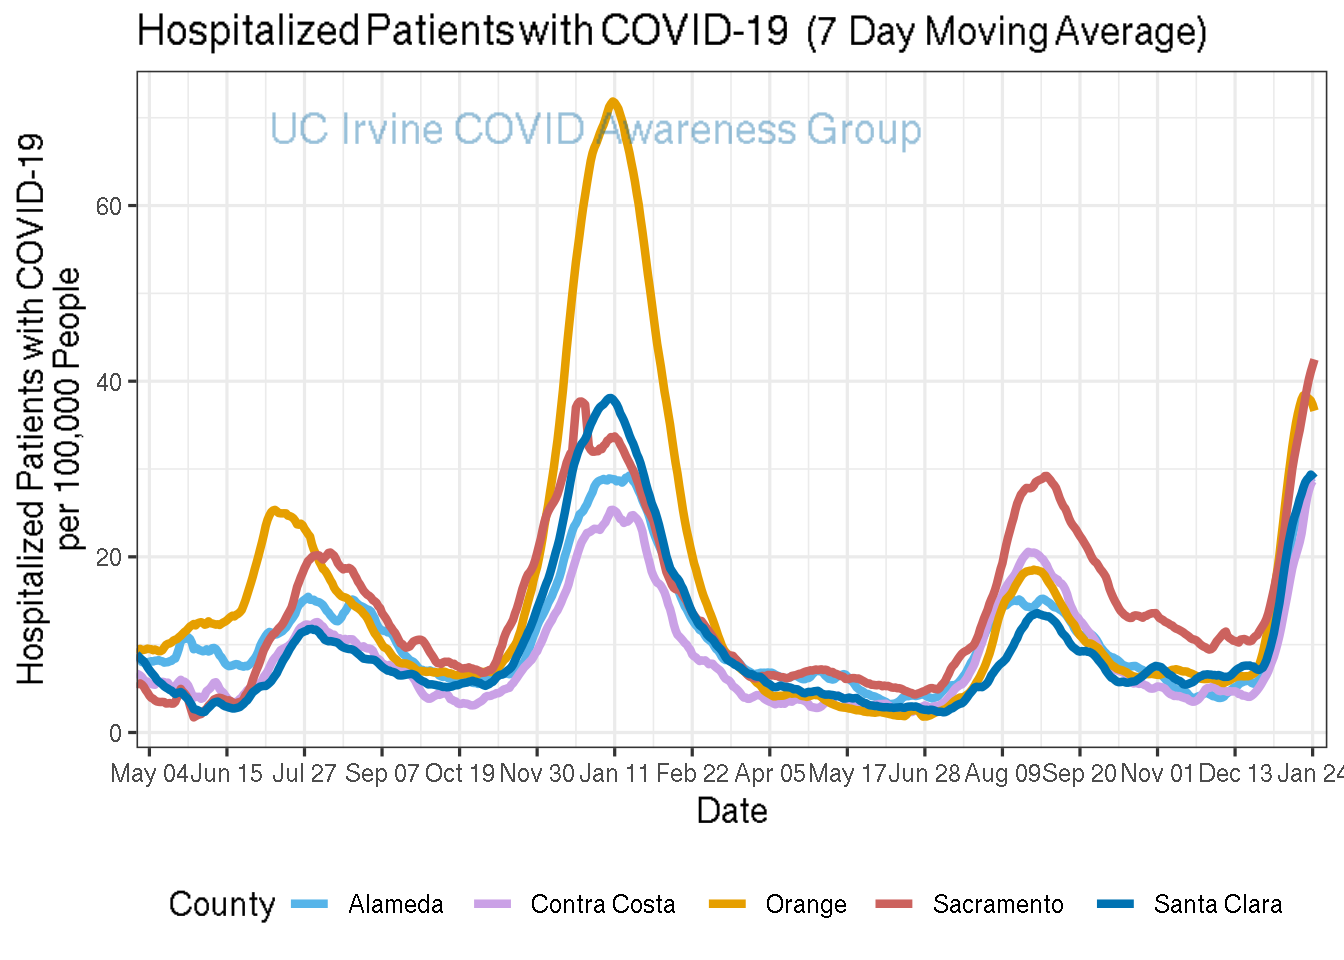 Hospitalized Patients with COVID-19 (7 Day Moving Average)
UC Irvine COVID Awareness Group
Hospitalized Patients with COVID-19
per 100,000 People
60
40
20
0
May 04 Jun 15 Jul 27 Sep 07 Oct 19 Nov 30 Jan 11 Feb 22 Apr 05 May 17 Jun 28 Aug 09 Sep 20 Nov 01 Dec 13 Jan 24
Date
County Alameda Contra Costa Orange Sacramento Santa Clara